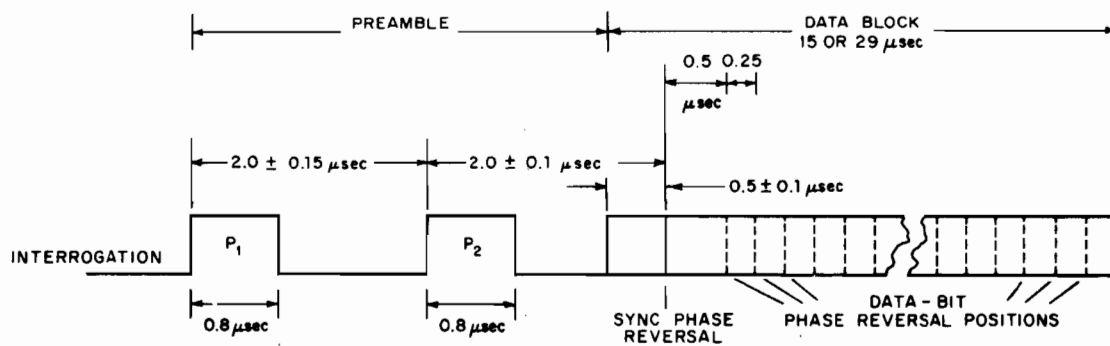 PREAMBLE
DATA BLOCK
15 OR 29 μsec
0.5 0.25
μsec
2.0 ± 0.15 μsec
2.0 ± 0.1 μsec
0.5 ± 0.1 μsec
P1
P2
INTERROGATION
0.8 μsec
0.8 μsec
SYNC PHASE
REVERSAL
DATA - BIT
PHASE REVERSAL POSITIONS